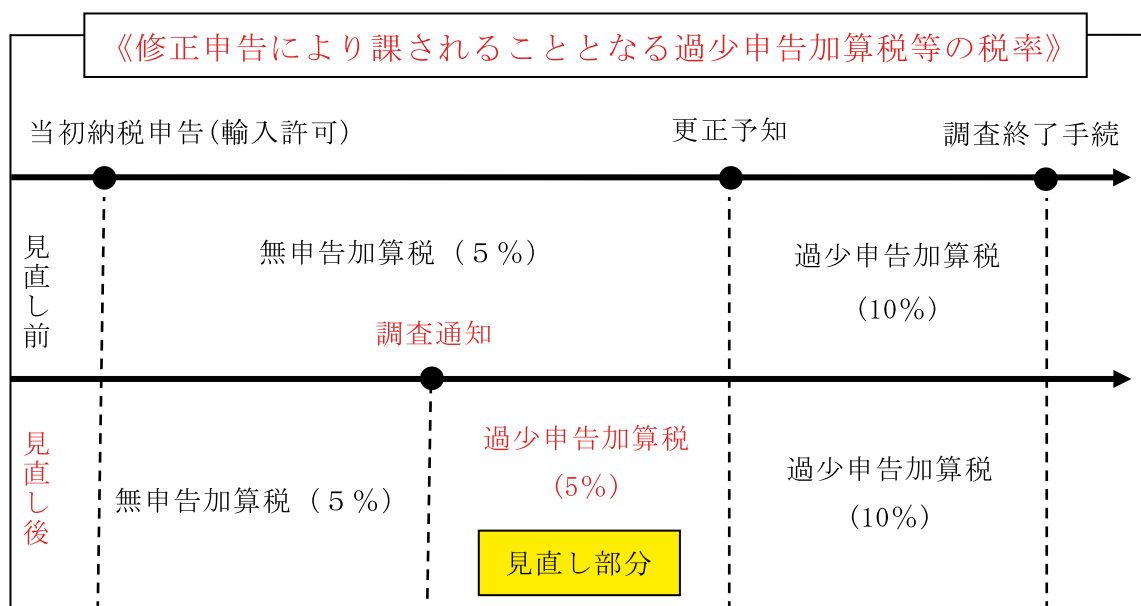 《修正申告により課されることとなる過少申告加算税等の税率》
当初納税申告(輸入許可)
更正予知
調査終了手続
見直し前
無申告加算税（５％）
過少申告加算税
(10%)
調査通知
見直し後
無申告加算税（５％）
過少申告加算税
(5%)
過少申告加算税
(10%)
見直し部分